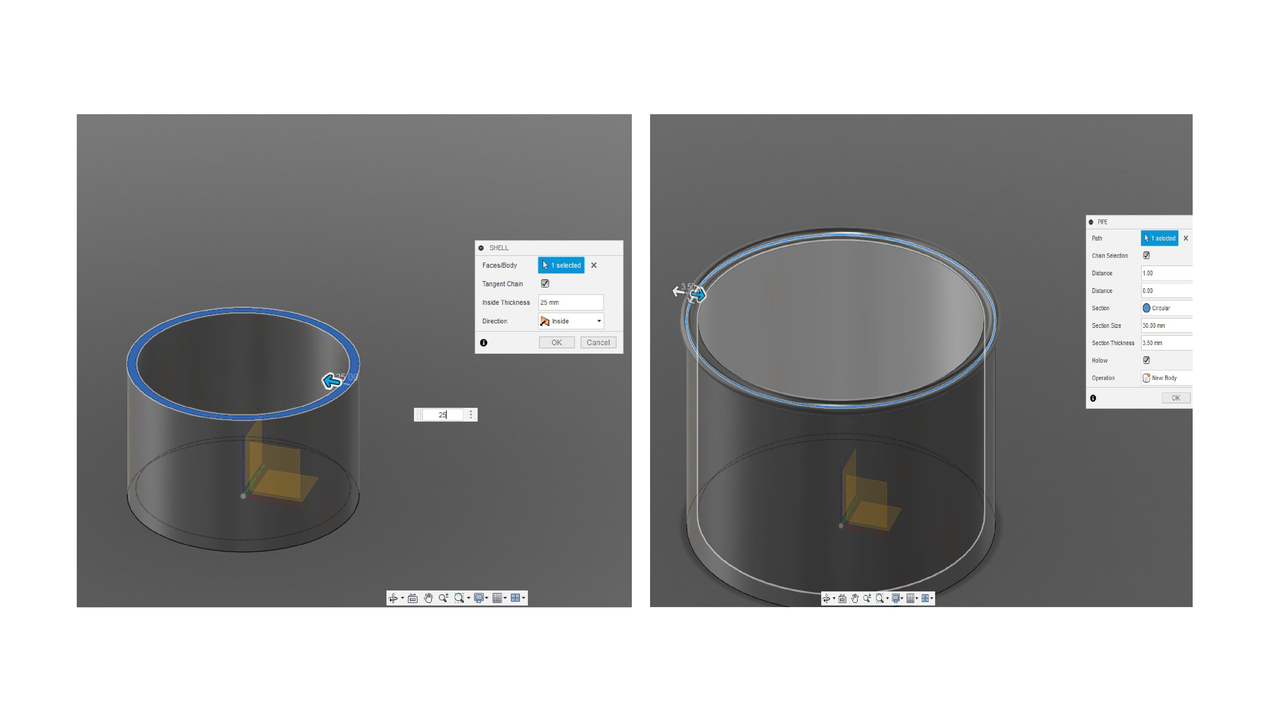 SHELL
Faces/Body 1 selected
Tangent Chain
Inside Thickness 25 mm
Direction Inside
OK Cancel
25.00
25
PIPE
Path 1 selected
Chain Selection
Distance 1.00
Distance 0.00
Section Circular
Section Size 30.00 mm
Section Thickness 3.50 mm
Hollow
Operation New Body
OK